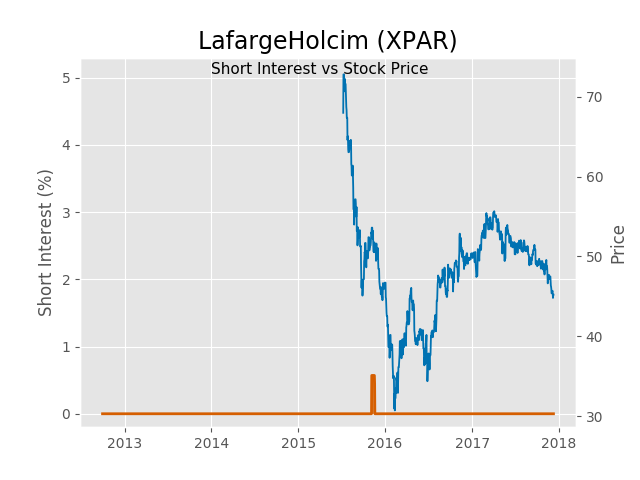 LafargeHolcim (XPAR)
Short Interest vs Stock Price
5
4
3
2
1
0
Short Interest (%)
70
60
50
40
30
Price
2013 2014 2015 2016 2017 2018